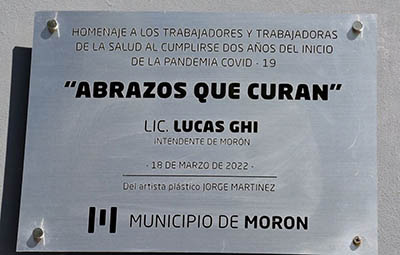 HOMENAJE A LOS TRABAJADORES Y TRABAJADORAS
DE LA SALUD AL CUMPLIRSE DOS AÑOS DEL INICIO
DE LA PANDEMIA COVID - 19
"ABRAZOS QUE CURAN"
LIC. LUCAS GHI
INTENDENTE DE MORÓN
- 18 DE MARZO DE 2022 -
Del artista plástico JORGE MARTINEZ
MUNICIPIO DE MORON